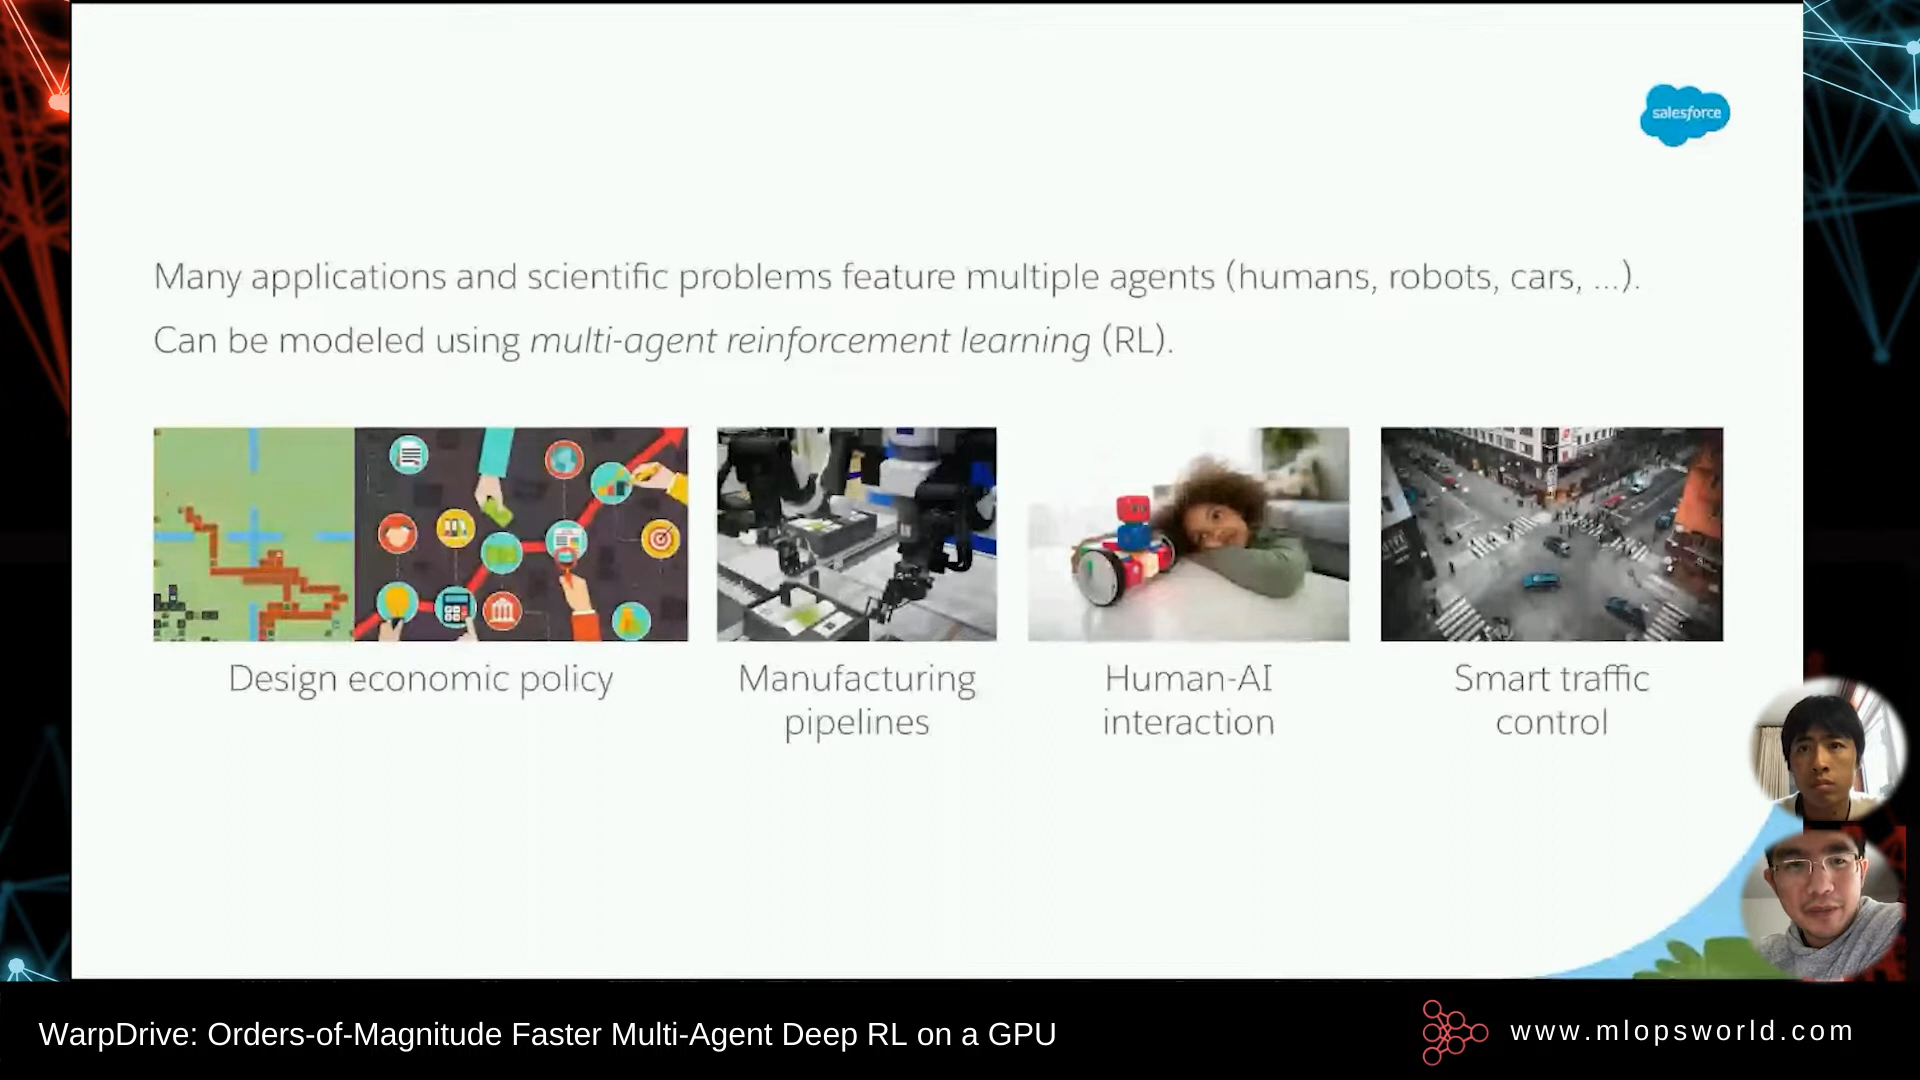 salesforce
Many applications and scientific problems feature multiple agents (humans, robots, cars, ...).
Can be modeled using multi-agent reinforcement learning (RL).
Design economic policy
Manufacturing
pipelines
Human-AI
interaction
Smart traffic
control
WarpDrive: Orders-of-Magnitude Faster Multi-Agent Deep RL on a GPU
www.mlopsworld.com